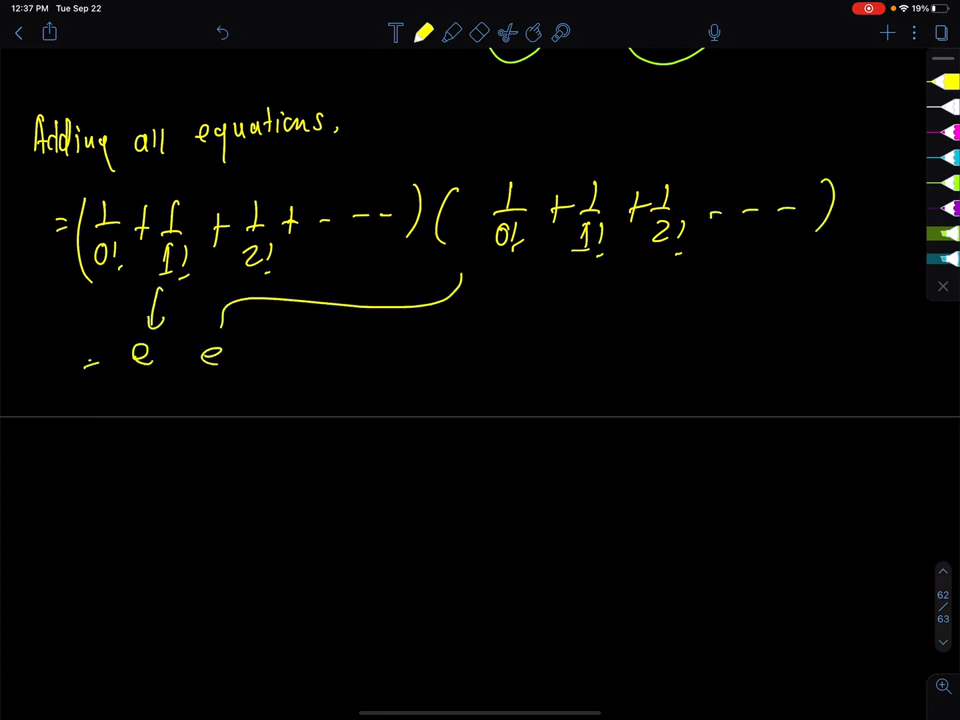 12:37 PM Tue Sep 22
19%
Adding all equations.
= (1/0! + 1/1! + 1/2! + - - -) (1/0! + 1/1! + 1/2! - - -)
= e e
62
/
63